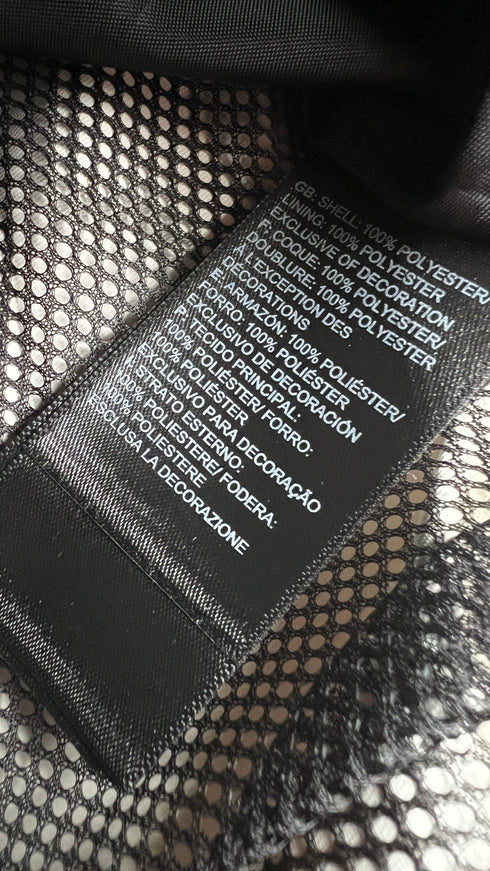 GB: SHELL: 100% POLYESTER/
LINING: 100% POLYESTER
EXCLUSIVE OF DECORATION
F: COQUE: 100% POLYESTER/
DOUBLURE: 100% POLYESTER
À L'EXCEPTION DES
DÉCORATIONS
E: ARMAZÓN: 100% POLIÉSTER/
FORRO: 100% POLIÉSTER
EXCLUSIVO DE DECORACIÓN
P: TECIDO PRINCIPAL:
100% POLIÉSTER/ FORRO:
100% POLIÉSTER
EXCLUSIVO PARA DECORAÇÃO
I: STRATO ESTERNO:
100% POLIESTERE/ FODERA:
100% POLIESTERE
ESCLUSA LA DECORAZIONE